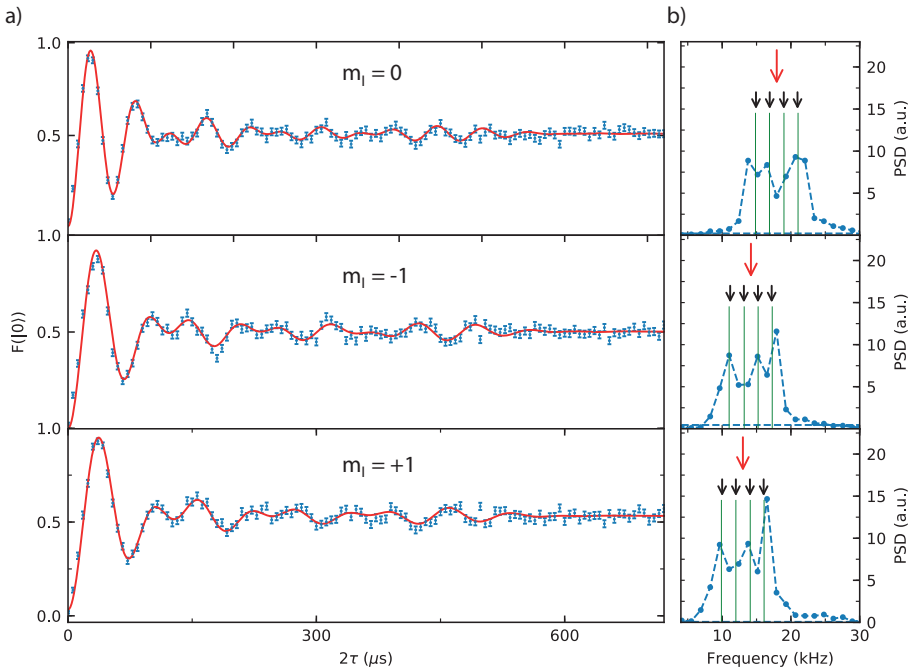 a)
b)
1.0
0.5
1.0
0.5
1.0
0.5
0.0
m_I = 0
m_I = -1
m_I = +1
F(|0⟩)
0
300
600
2τ (μs)
20
15
10
5
PSD (a.u.)
20
15
10
5
PSD (a.u.)
20
15
10
5
0
PSD (a.u.)
10
20
30
Frequency (kHz)